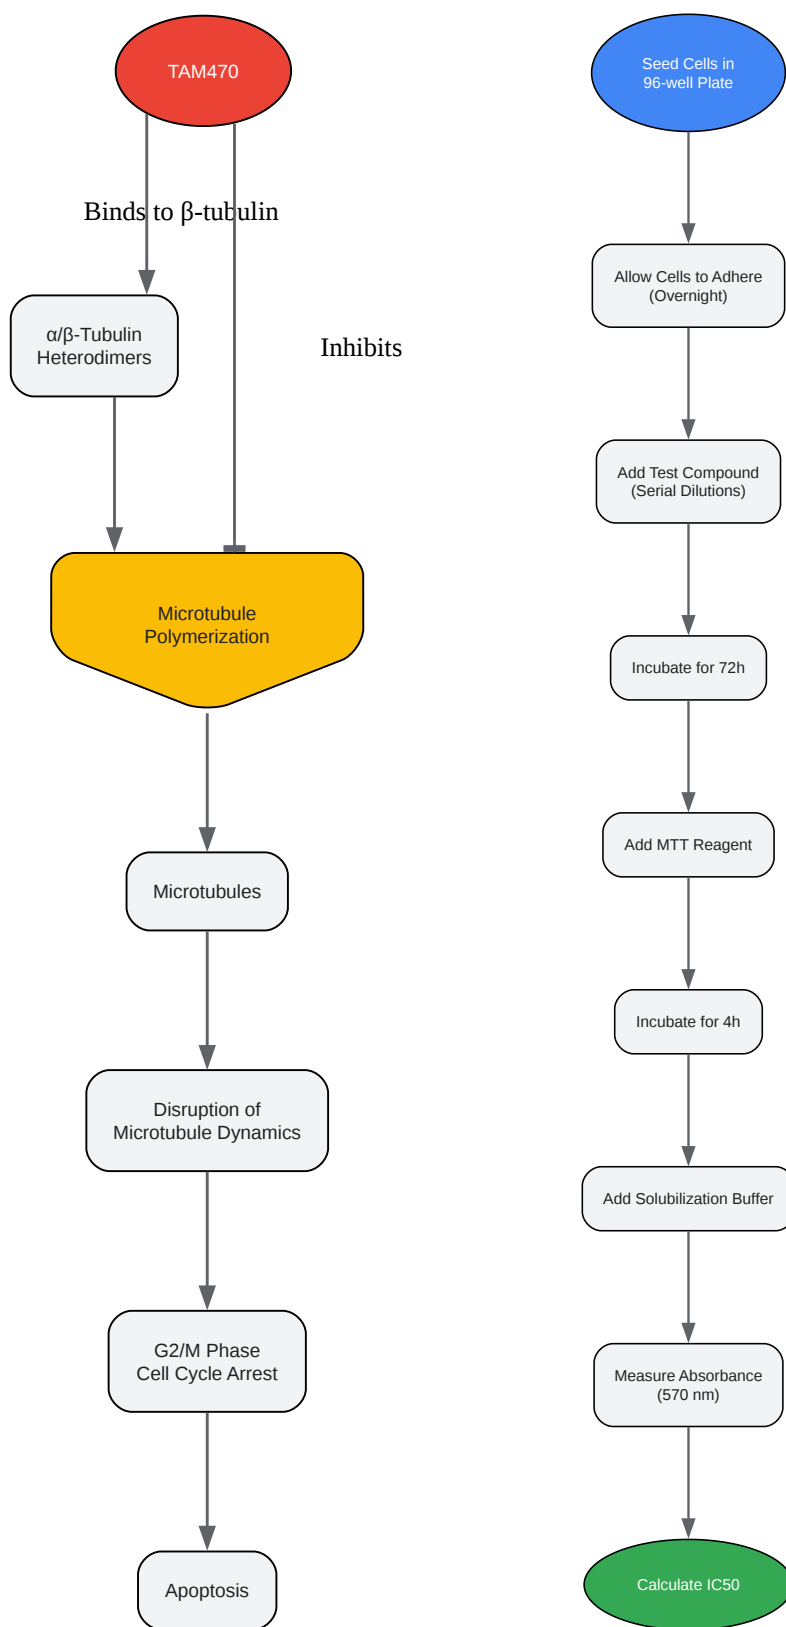 TAM470
Binds to β-tubulin
α/β-Tubulin
Heterodimers
Inhibits
Microtubule
Polymerization
Microtubules
Disruption of
Microtubule Dynamics
G2/M Phase
Cell Cycle Arrest
Apoptosis
Seed Cells in
96-well Plate
Allow Cells to Adhere
(Overnight)
Add Test Compound
(Serial Dilutions)
Incubate for 72h
Add MTT Reagent
Incubate for 4h
Add Solubilization Buffer
Measure Absorbance
(570 nm)
Calculate IC50